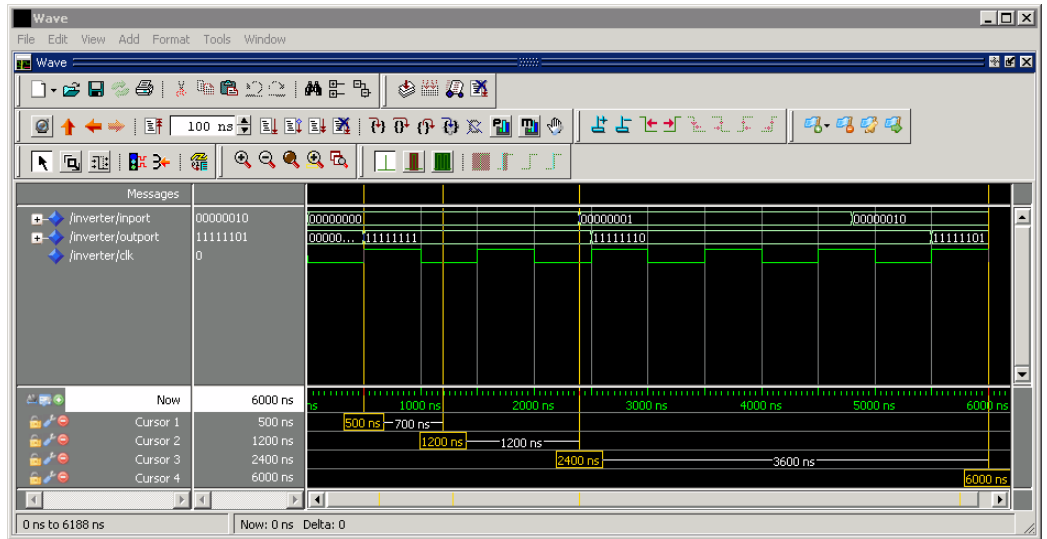 Wave
File Edit View Add Format Tools Window
Wave
100 ns
Messages
/inverter/inport 00000010 00000000 00000001 00000010
/inverter/outport 11111101 00000... 11111111 11111110 11111101
/inverter/clk 0
Now 6000 ns ns 1000 ns 2000 ns 3000 ns 4000 ns 5000 ns 6000 ns
Cursor 1 500 ns 500 ns 700 ns
Cursor 2 1200 ns 1200 ns 1200 ns
Cursor 3 2400 ns 2400 ns 3600 ns
Cursor 4 6000 ns 6000 ns
0 ns to 6188 ns Now: 0 ns Delta: 0